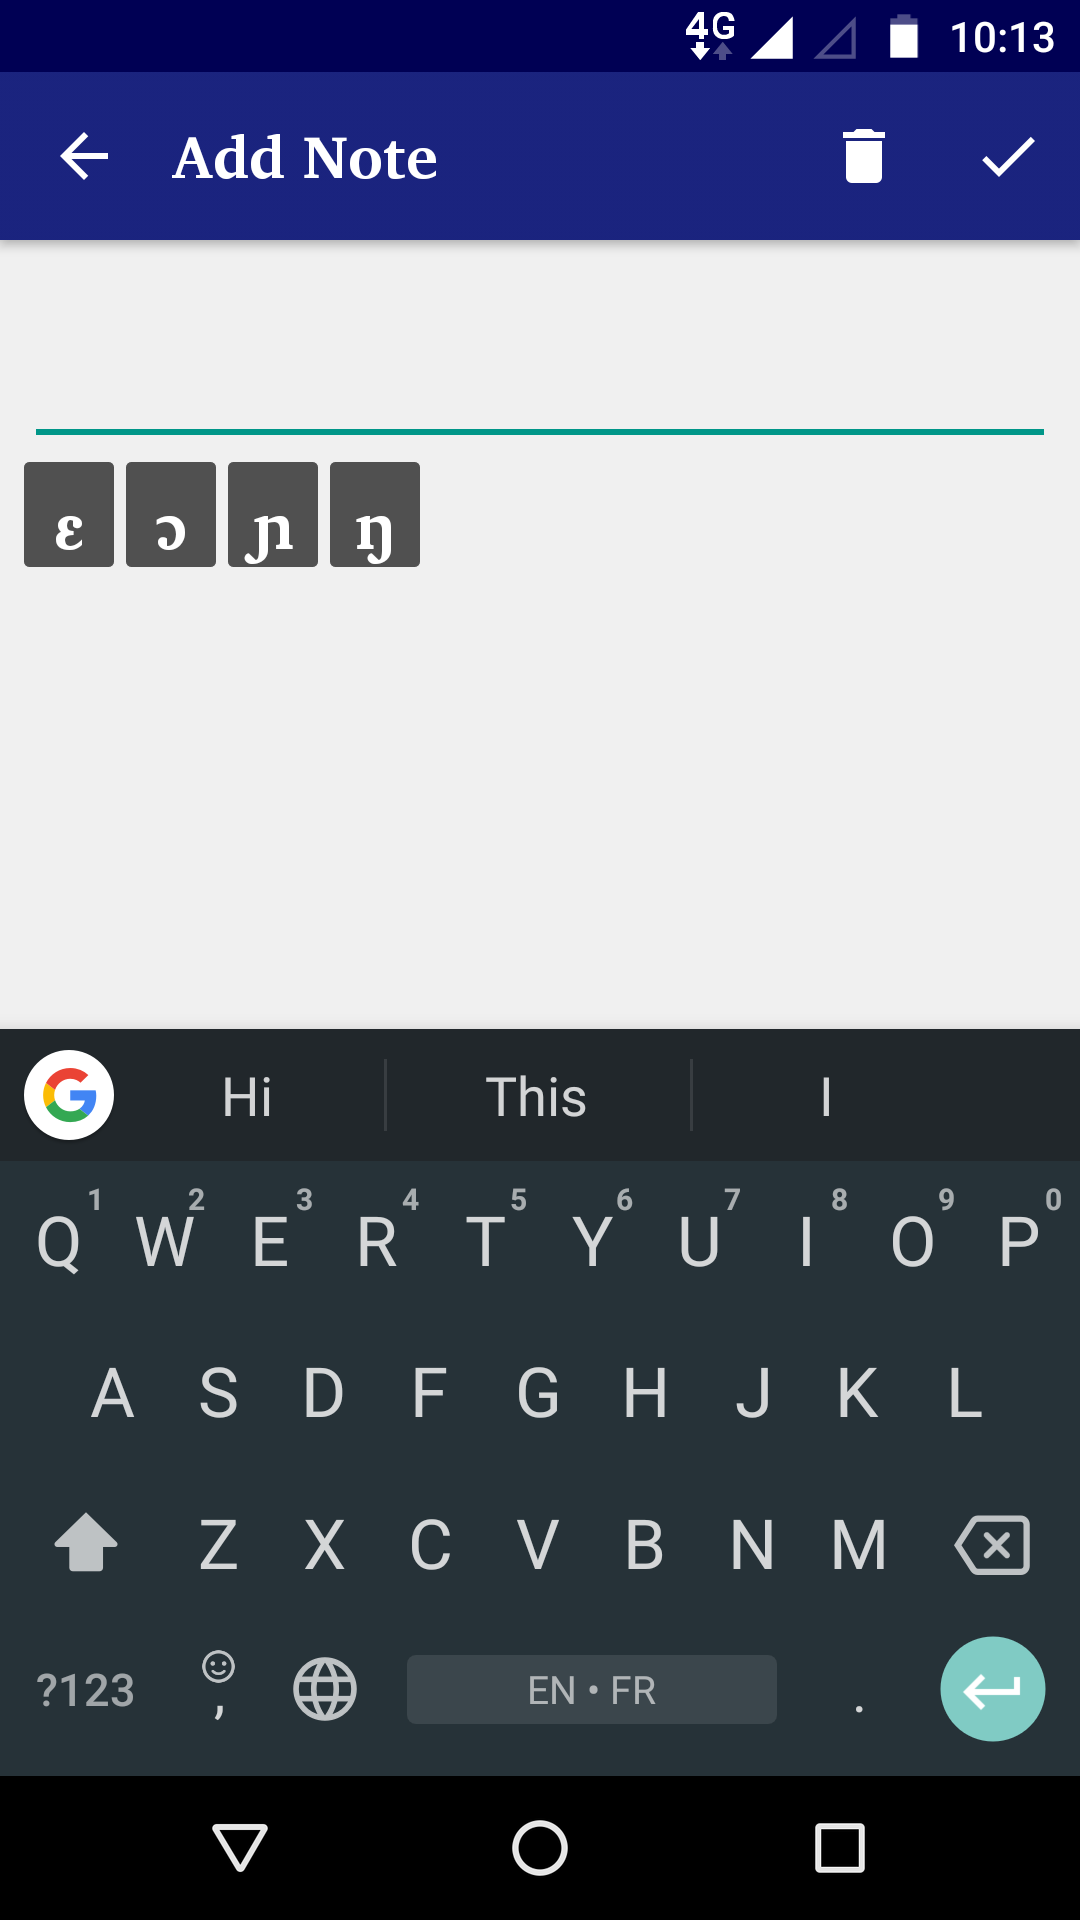 4G 10:13
Add Note
ɛ ɔ ɲ ŋ
Hi This I
1 2 3 4 5 6 7 8 9 0
Q W E R T Y U I O P
A S D F G H J K L
Z X C V B N M
?123 , EN • FR .